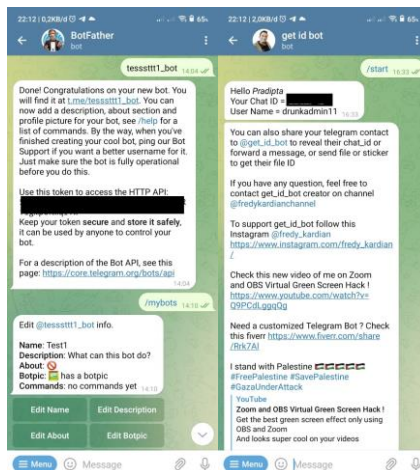 22:12 | 0,2KB/d
65
BotFather
bot
tesssttt1_bot 14:04
Done! Congratulations on your new bot. You
will find it at t.me/tesssttt1_bot. You can
now add a description, about section and
profile picture for your bot, see /help for a
list of commands. By the way, when you've
finished creating your cool bot, ping our Bot
Support if you want a better username for it.
Just make sure the bot is fully operational
before you do this.
Use this token to access the HTTP API:
Keep your token secure and store it safely,
it can be used by anyone to control your
bot.
For a description of the Bot API, see this
page: https://core.telegram.org/bots/api
14:04
/mybots 14:10
Edit @tesssttt1_bot info.
Name: Test1
Description: What can this bot do?
About: 🚫
Botpic: 🖼 has a botpic
Commands: no commands yet 14:10
Edit Name
Edit Description
Edit About
Edit Botpic
Menu
Message
22:12 | 2,0KB/d
65
get id bot
bot
/start 16:33
Hello Pradipta
Your Chat ID =
User Name = drunkadmin11 16:33
You can also share your telegram contact
to @get_id_bot to reveal their chat_id or
forward a message, or send file or sticker
to get their file ID
If you have any question, feel free to
contact get_id_bot creator on channel
@fredykardianchannel
To support get_id_bot follow this
Instagram @fredy_kardian
https://www.instagram.com/fredy_kardian
/
Check this new video of me on Zoom
and OBS Virtual Green Screen Hack !
https://www.youtube.com/watch?v=
Q9PCdLgqqQg
Need a customized Telegram Bot ? Check
this fiverr https://www.fiverr.com/share
/Rrk7Al
I stand with Palestine 🇵🇸🇵🇸🇵🇸🇵🇸🇵🇸
#FreePalestine #SavePalestine
#GazaUnderAttack
YouTube
Zoom and OBS Virtual Green Screen Hack !
Get the best green screen effect only using
OBS and Zoom
And looks super cool on your videos
Menu
Message